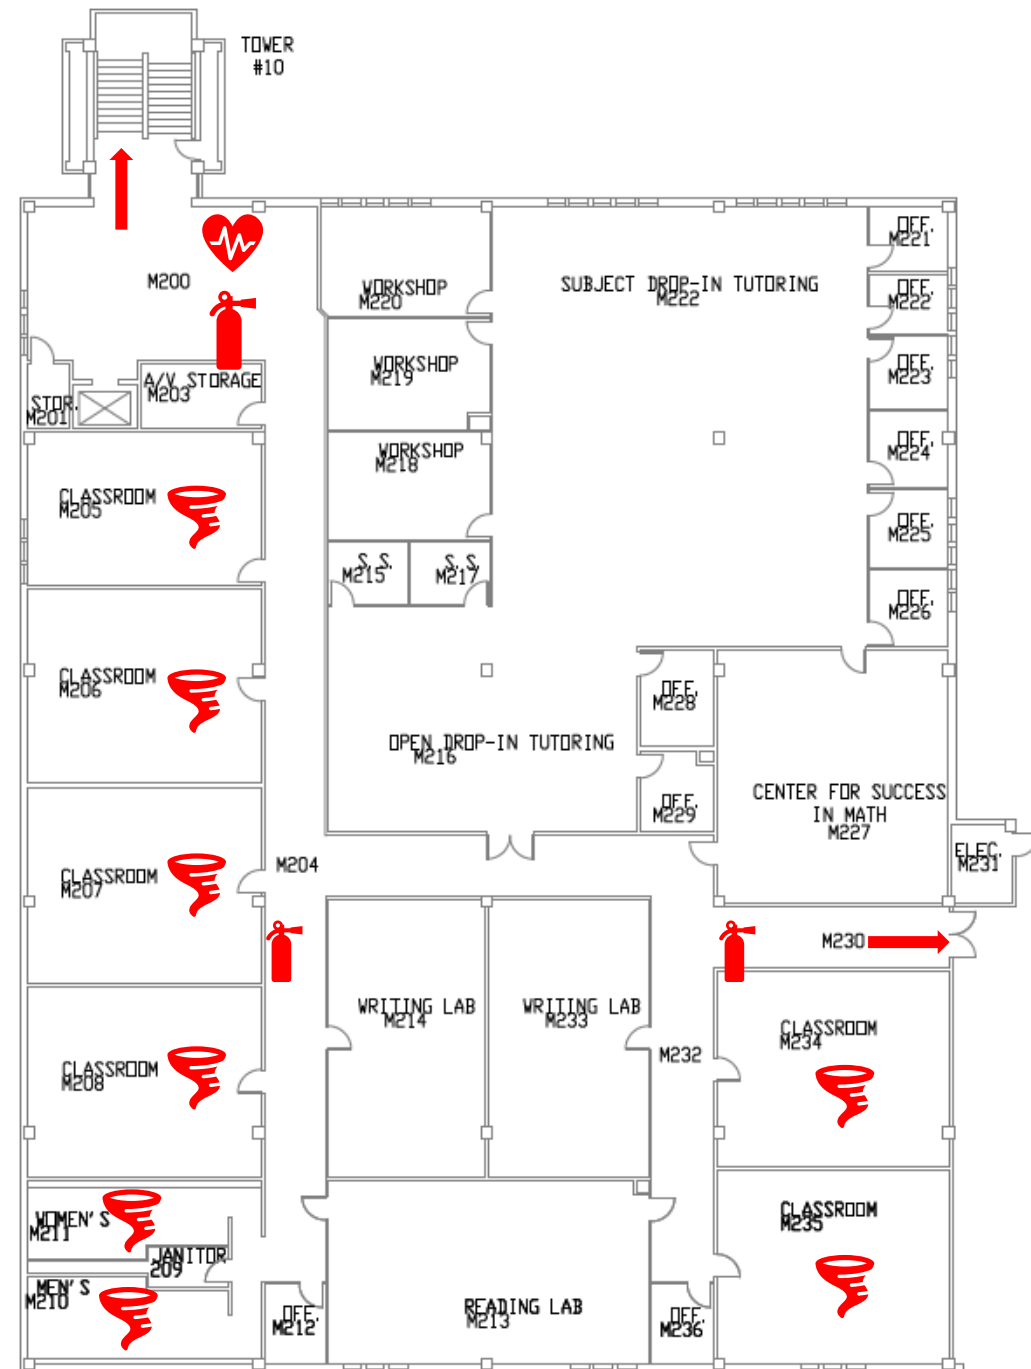 TOWER
#10
M200
WORKSHOP
M220
SUBJECT DROP-IN TUTORING
M222
OFF.
M221
OFF.
M222
WORKSHOP
M219
OFF.
M223
A/V STORAGE
M203
STOR.
M201
WORKSHOP
M218
OFF.
M224
CLASSROOM
M205
OFF.
M225
S.S.
M215
S.S.
M217
OFF.
M226
CLASSROOM
M206
OFF.
M228
OPEN DROP-IN TUTORING
M216
OFF.
M229
CENTER FOR SUCCESS
IN MATH
M227
CLASSROOM
M207
M204
ELEC.
M231
M230
WRITING LAB
M214
WRITING LAB
M233
CLASSROOM
M234
M232
CLASSROOM
M208
WOMEN'S
M211
CLASSROOM
M235
JANITOR
209
MEN'S
M210
OFF.
M212
READING LAB
M213
OFF.
M236